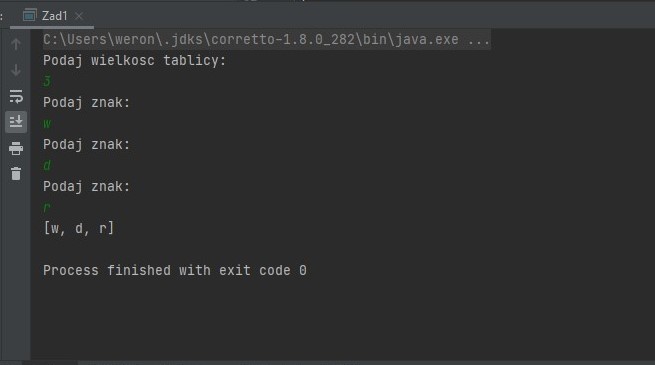 Zad1
C:\Users\weron\.jdks\corretto-1.8.0_282\bin\java.exe ...
Podaj wielkosc tablicy:
3
Podaj znak:
w
Podaj znak:
d
Podaj znak:
r
[w, d, r]
Process finished with exit code 0